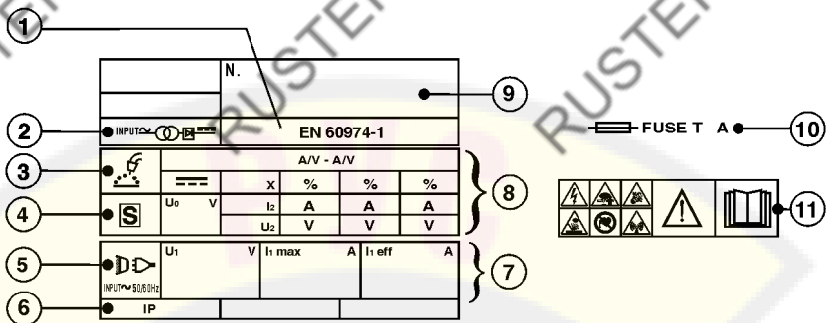 RUSTER
RUSTER
1
N.
9
2 INPUT EN 60974-1
FUSE T A 10
3 A/V - A/V
X % % %
8
4 S U0 V I2 A A A
U2 V V V
11
5 U1 V I1 max A I1 eff A
INPUT 50/60Hz
7
6 IP